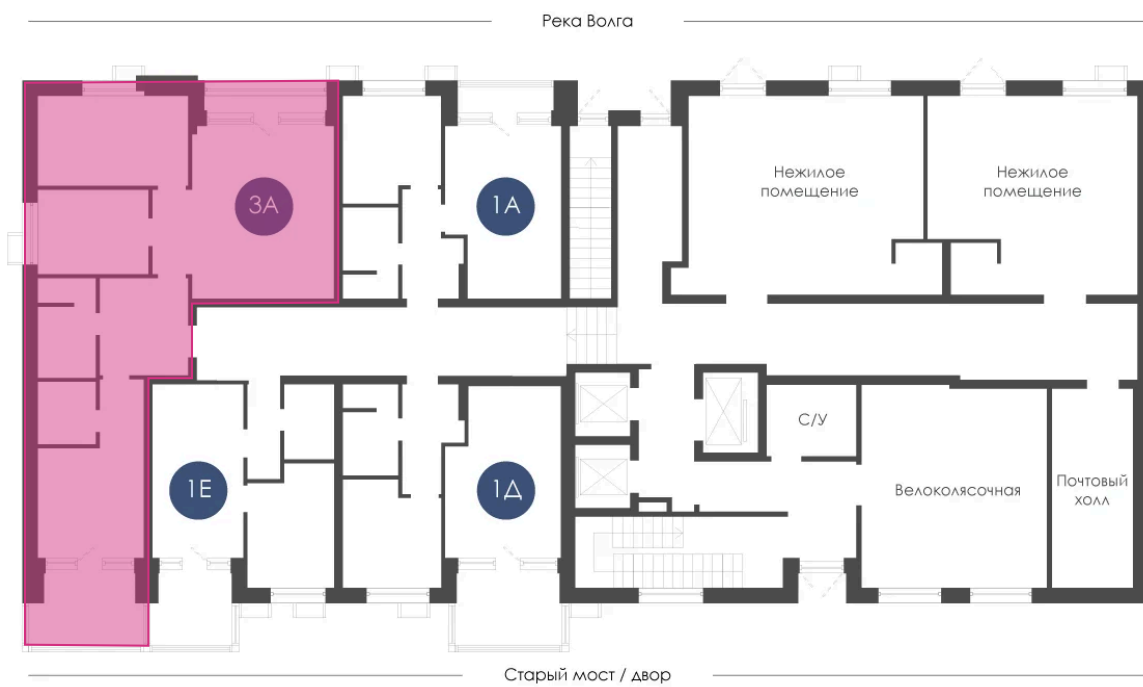 Река Волга
3А
1А
Нежилое
помещение
Нежилое
помещение
1Е
1Д
С/У
Велоколясочная
Почтовый
холл
Старый мост / двор